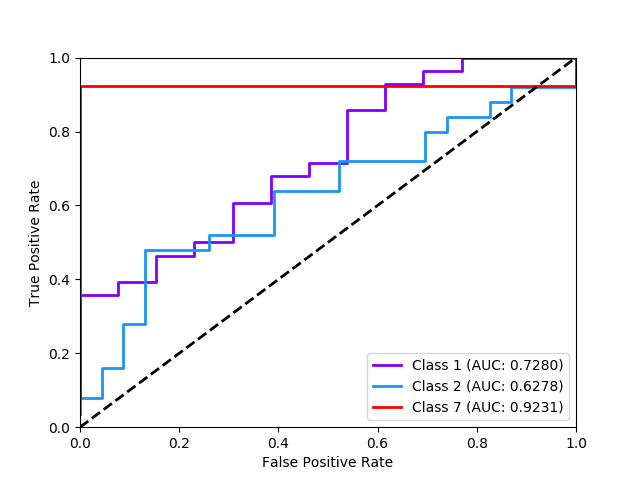 1.0
0.8
0.6
0.4
0.2
0.0
True Positive Rate
0.0 0.2 0.4 0.6 0.8 1.0
False Positive Rate
Class 1 (AUC: 0.7280)
Class 2 (AUC: 0.6278)
Class 7 (AUC: 0.9231)